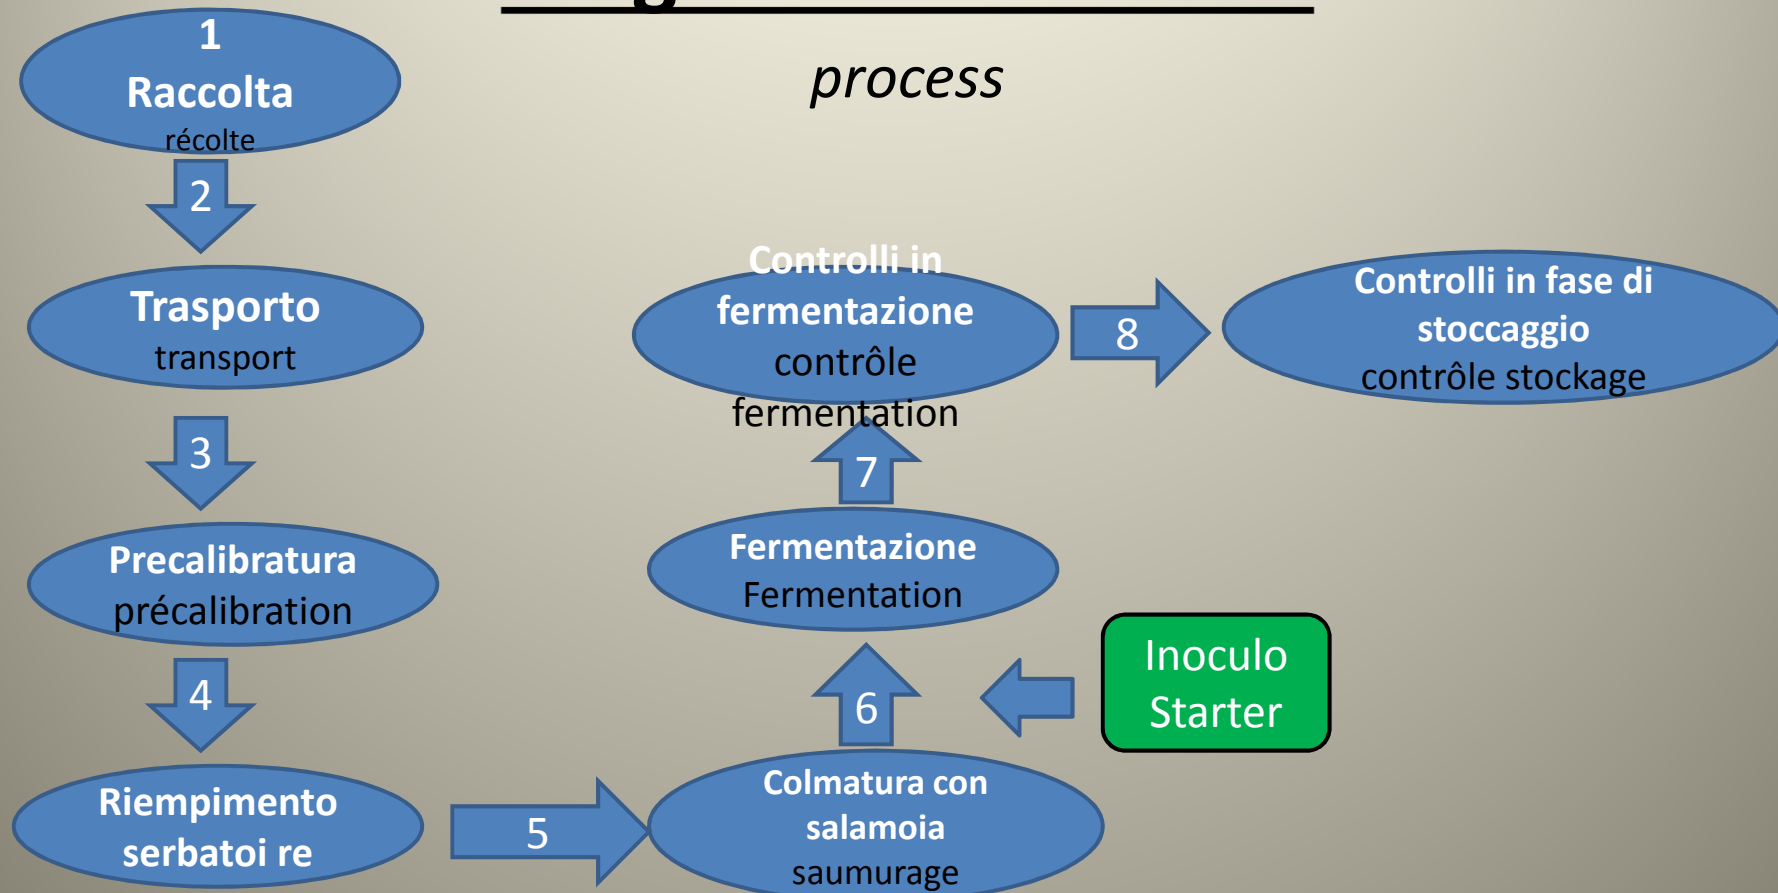 process
1
Raccolta
récolte
2
Trasporto
transport
3
Precalibratura
précalibration
4
Riempimento
serbatoi re
5
Colmatura con
salamoia
saumurage
6
Inoculo
Starter
Fermentazione
Fermentation
7
Controlli in
fermentazione
contrôle
fermentation
8
Controlli in fase di
stoccaggio
contrôle stockage